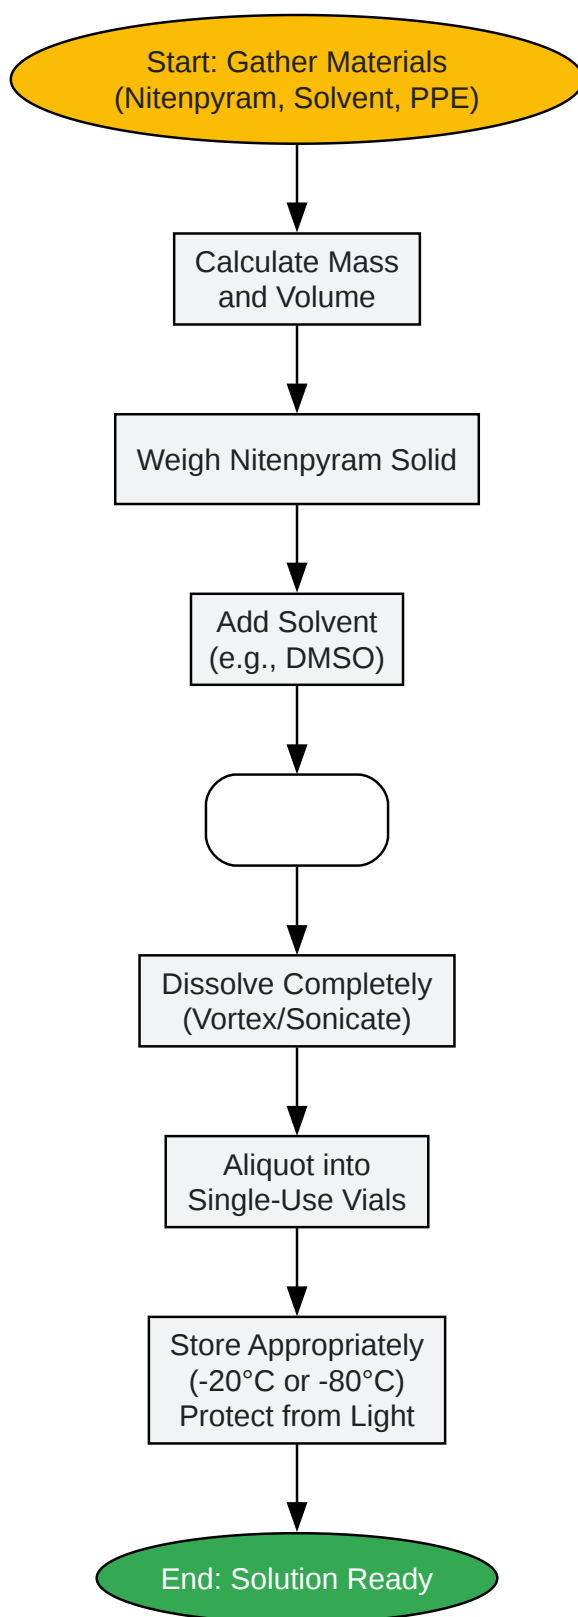 Start: Gather Materials
(Nitenpyram, Solvent, PPE)
Calculate Mass
and Volume
Weigh Nitenpyram Solid
Add Solvent
(e.g., DMSO)
Dissolve Completely
(Vortex/Sonicate)
Aliquot into
Single-Use Vials
Store Appropriately
(-20°C or -80°C)
Protect from Light
End: Solution Ready